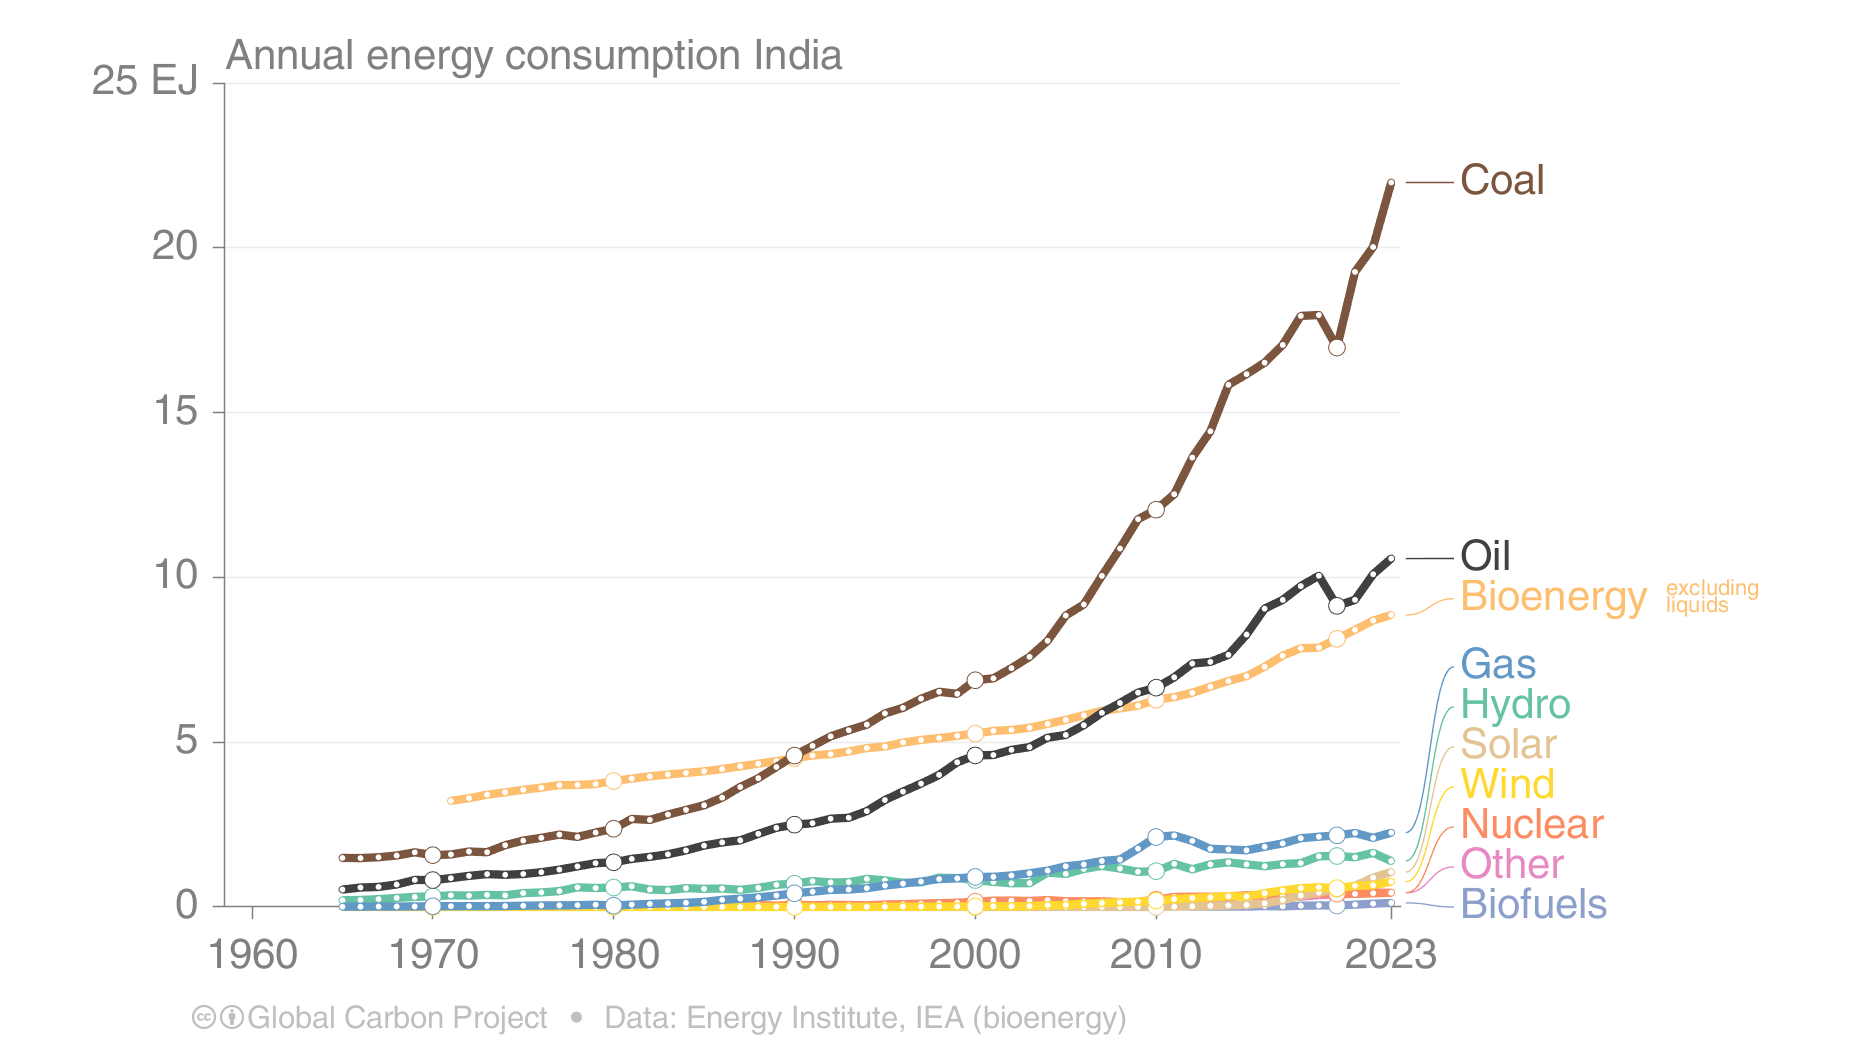 Annual energy consumption India
25 EJ
20
15
10
5
0
1960 1970 1980 1990 2000 2010 2023
Coal
Oil
Bioenergy excluding liquids
Gas
Hydro
Solar
Wind
Nuclear
Other
Biofuels
cc Global Carbon Project • Data: Energy Institute, IEA (bioenergy)